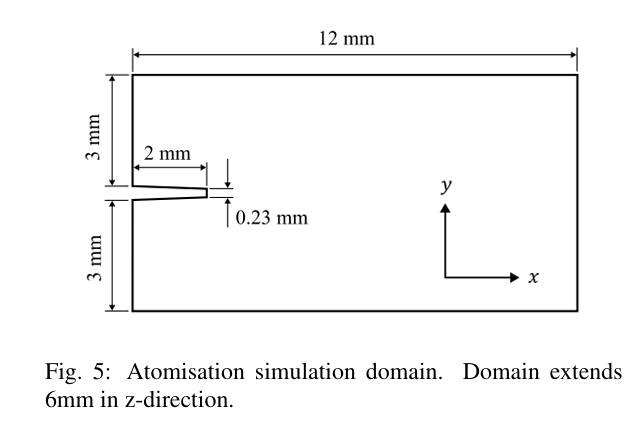 12 mm
3 mm
2 mm
y
0.23 mm
3 mm
x
Fig. 5: Atomisation simulation domain. Domain extends
6mm in z-direction.